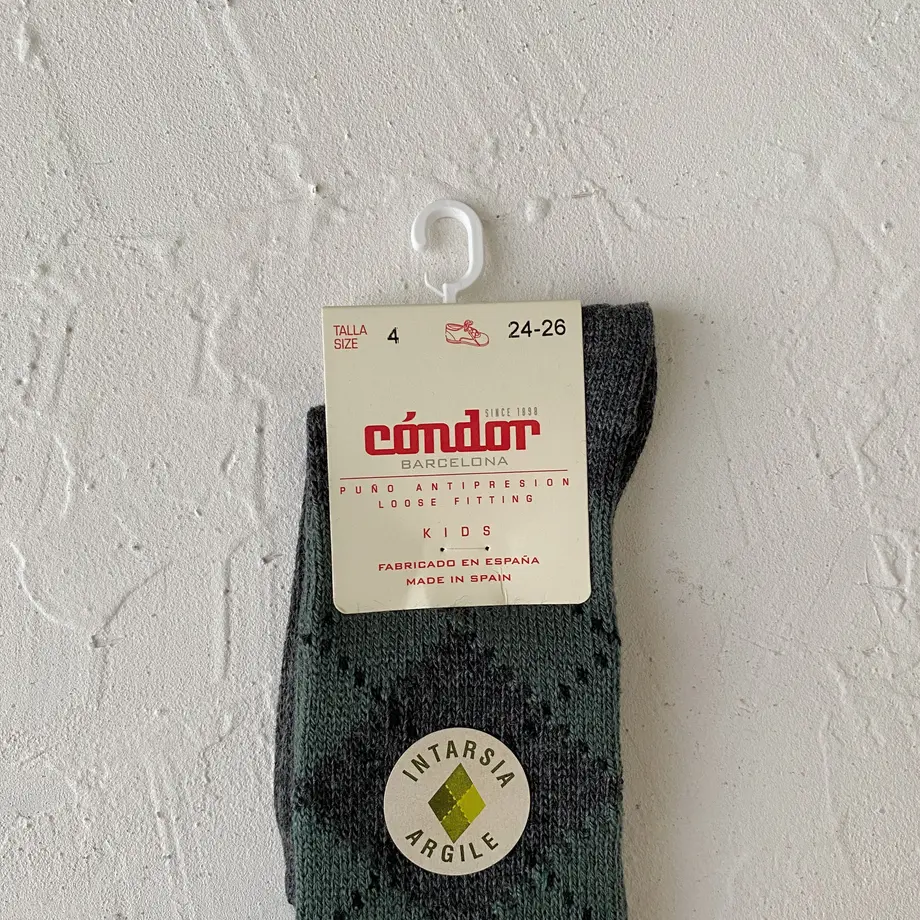 TALLA 4 24-26
SIZE
SINCE 1898
cóndor
BARCELONA
PUÑO ANTIPRESION
LOOSE FITTING
KIDS
FABRICADO EN ESPAÑA
MADE IN SPAIN
INTARSIA
ARGILE